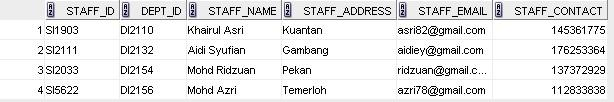 STAFF_ID DEPT_ID STAFF_NAME STAFF_ADDRESS STAFF_EMAIL STAFF_CONTACT
1 SI1903 DI2110 Khairul Asri Kuantan asri82@gmail.com 145361775
2 SI2111 DI2132 Aidi Syufian Gambang aidiey@gmail.com 176253364
3 SI2033 DI2154 Mohd Ridzuan Pekan ridzuan@gmail.c... 137372929
4 SI5622 DI2156 Mohd Azri Temerloh azri78@gmail.com 112833838